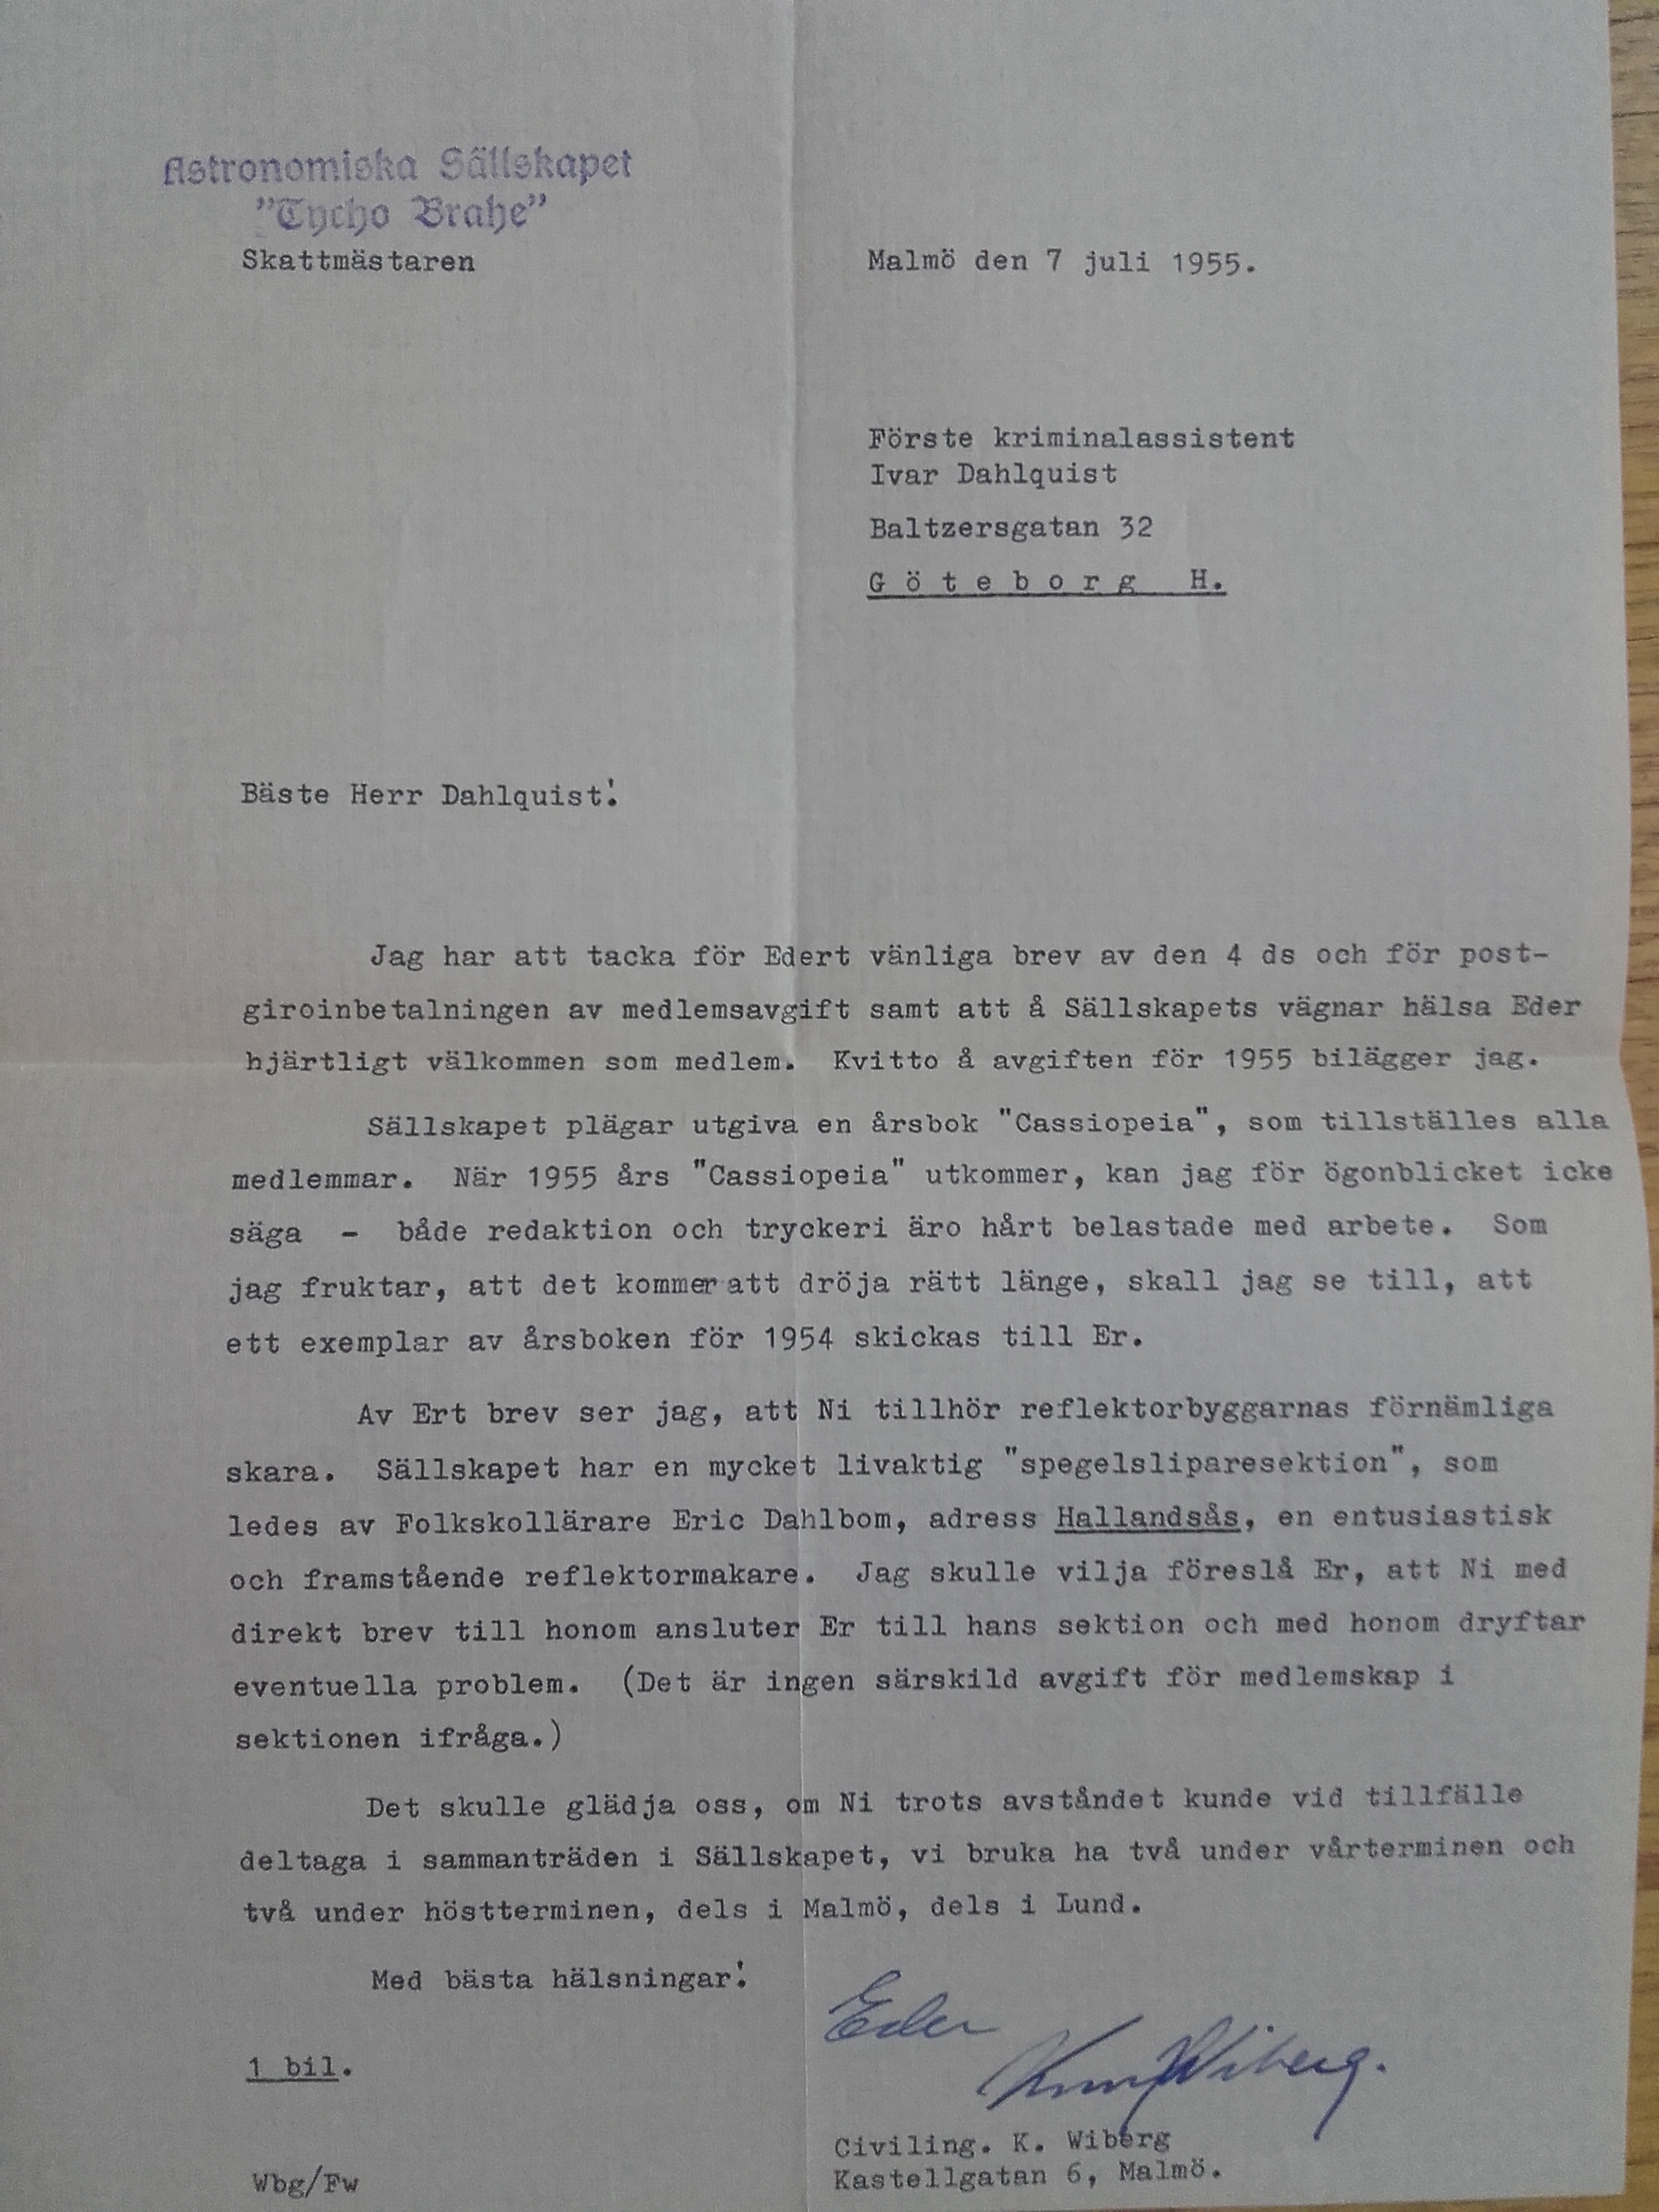 Astronomiska Sällskapet
"Tycho Brahe"
Skattmästaren
Malmö den 7 juli 1955.
Förste kriminalassistent
Ivar Dahlquist
Baltzersgatan 32
G ö t e b o r g   H.
Bäste Herr Dahlquist!
Jag har att tacka för Edert vänliga brev av den 4 ds och för post-
giroinbetalningen av medlemsavgift samt att å Sällskapets vägnar hälsa Eder
hjärtligt välkommen som medlem. Kvitto å avgiften för 1955 bilägger jag.
Sällskapet plägar utgiva en årsbok "Cassiopeia", som tillställes alla
medlemmar. När 1955 års "Cassiopeia" utkommer, kan jag för ögonblicket icke
säga - både redaktion och tryckeri äro hårt belastade med arbete. Som
jag fruktar, att det kommer att dröja rätt länge, skall jag se till, att
ett exemplar av årsboken för 1954 skickas till Er.
Av Ert brev ser jag, att Ni tillhör reflektorbyggarnas förnämliga
skara. Sällskapet har en mycket livaktig "spegelsliparesektion", som
ledes av Folkskollärare Eric Dahlbom, adress Hallandsås, en entusiastisk
och framstående reflektormakare. Jag skulle vilja föreslå Er, att Ni med
direkt brev till honom ansluter Er till hans sektion och med honom dryftar
eventuella problem. (Det är ingen särskild avgift för medlemskap i
sektionen ifråga.)
Det skulle glädja oss, om Ni trots avståndet kunde vid tillfälle
deltaga i sammanträden i Sällskapet, vi bruka ha två under vårterminen och
två under höstterminen, dels i Malmö, dels i Lund.
Med bästa hälsningar!
Eder
Wiberg.
1 bil.
Civiling. K. Wiberg
Kastellgatan 6, Malmö.
Wbg/Fw